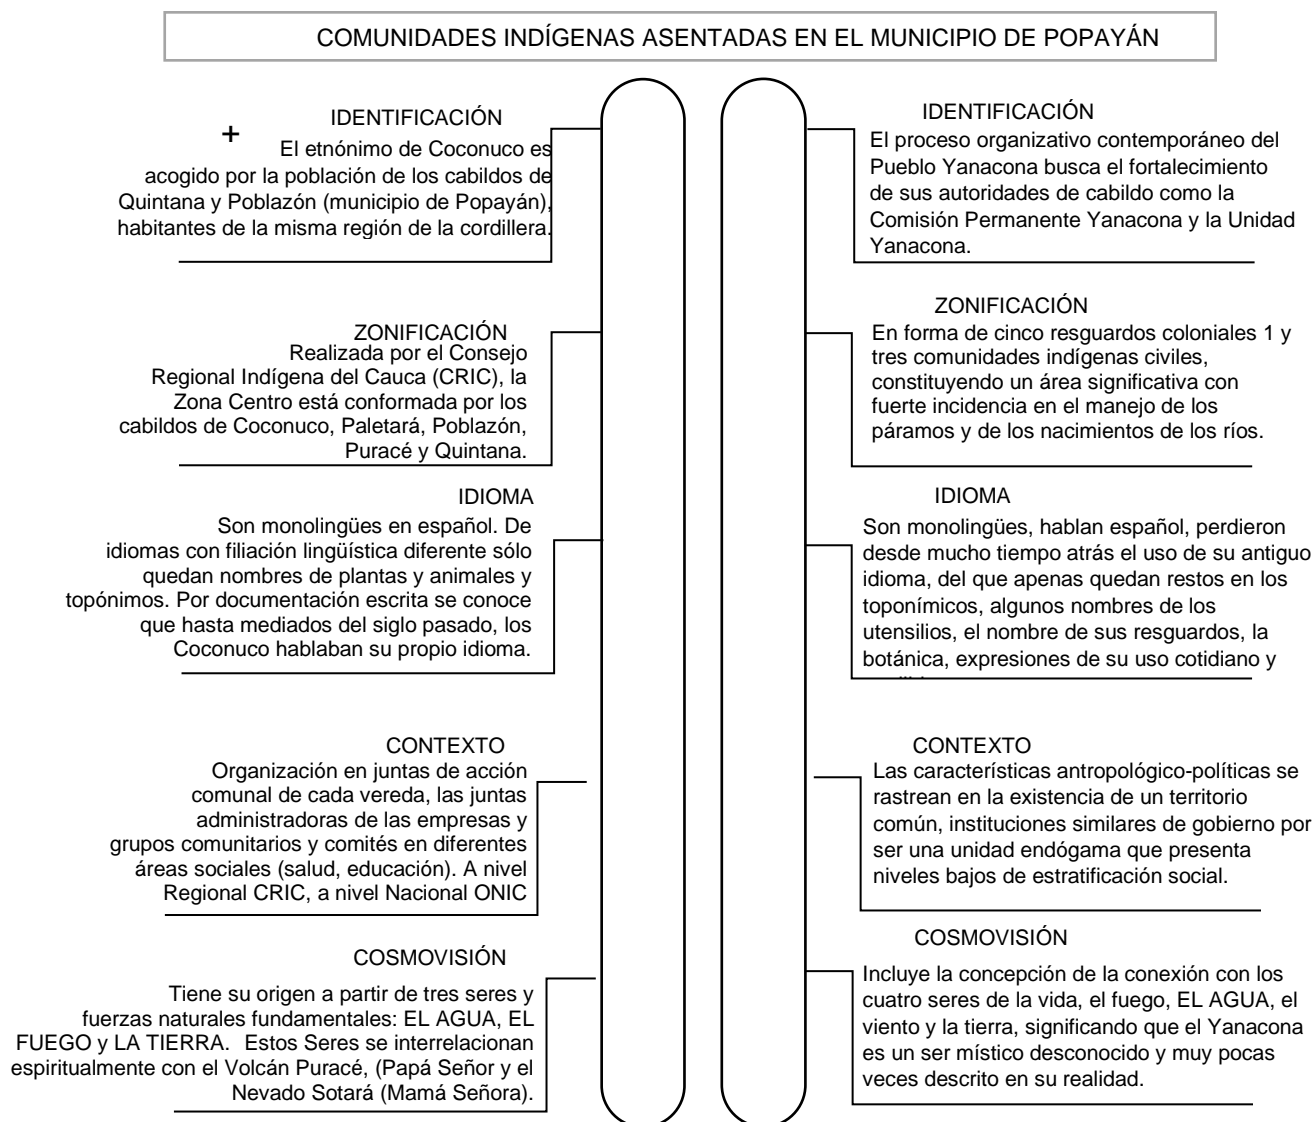 COMUNIDADES INDÍGENAS ASENTADAS EN EL MUNICIPIO DE POPAYÁN
IDENTIFICACIÓN
+
El etnónimo de Coconuco es
acogido por la población de los cabildos de
Quintana y Poblazón (municipio de Popayán),
habitantes de la misma región de la cordillera.
ZONIFICACIÓN
Realizada por el Consejo
Regional Indígena del Cauca (CRIC), la
Zona Centro está conformada por los
cabildos de Coconuco, Paletará, Poblazón,
Puracé y Quintana.
IDIOMA
Son monolingües en español. De
idiomas con filiación lingüística diferente sólo
quedan nombres de plantas y animales y
topónimos. Por documentación escrita se conoce
que hasta mediados del siglo pasado, los
Coconuco hablaban su propio idioma.
CONTEXTO
Organización en juntas de acción
comunal de cada vereda, las juntas
administradoras de las empresas y
grupos comunitarios y comités en diferentes
áreas sociales (salud, educación). A nivel
Regional CRIC, a nivel Nacional ONIC
COSMOVISIÓN
Tiene su origen a partir de tres seres y
fuerzas naturales fundamentales: EL AGUA, EL
FUEGO y LA TIERRA. Estos Seres se interrelacionan
espiritualmente con el Volcán Puracé, (Papá Señor y el
Nevado Sotará (Mamá Señora).
IDENTIFICACIÓN
El proceso organizativo contemporáneo del
Pueblo Yanacona busca el fortalecimiento
de sus autoridades de cabildo como la
Comisión Permanente Yanacona y la Unidad
Yanacona.
ZONIFICACIÓN
En forma de cinco resguardos coloniales 1 y
tres comunidades indígenas civiles,
constituyendo un área significativa con
fuerte incidencia en el manejo de los
páramos y de los nacimientos de los ríos.
IDIOMA
Son monolingües, hablan español, perdieron
desde mucho tiempo atrás el uso de su antiguo
idioma, del que apenas quedan restos en los
toponímicos, algunos nombres de los
utensilios, el nombre de sus resguardos, la
botánica, expresiones de su uso cotidiano y
CONTEXTO
Las características antropológico-políticas se
rastrean en la existencia de un territorio
común, instituciones similares de gobierno por
ser una unidad endógama que presenta
niveles bajos de estratificación social.
COSMOVISIÓN
Incluye la concepción de la conexión con los
cuatro seres de la vida, el fuego, EL AGUA, el
viento y la tierra, significando que el Yanacona
es un ser místico desconocido y muy pocas
veces descrito en su realidad.